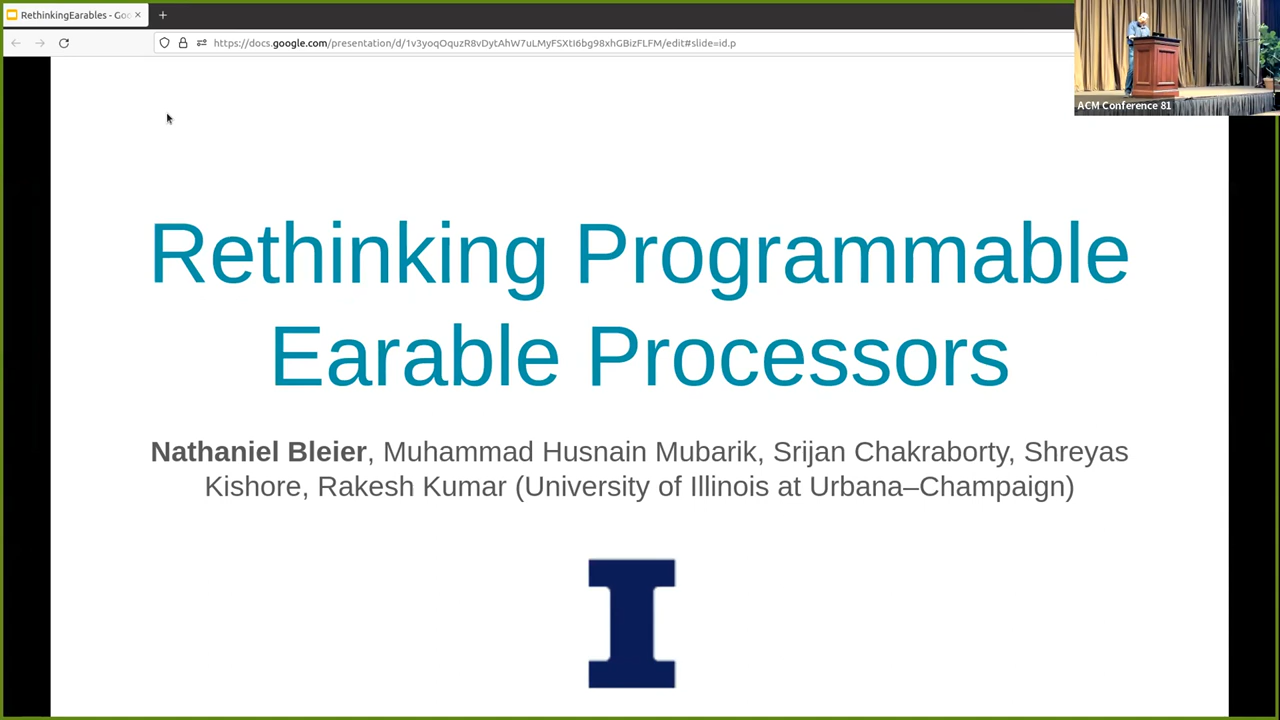 RethinkingEarables - Goo
https://docs.google.com/presentation/d/1v3yoqOquzR8vDytAhW7uLMyFSXtI6bg98xhGBizFLFM/edit#slide=id.p
ACM Conference 81
Rethinking Programmable
Earable Processors
Nathaniel Bleier, Muhammad Husnain Mubarik, Srijan Chakraborty, Shreyas
Kishore, Rakesh Kumar (University of Illinois at Urbana–Champaign)
I